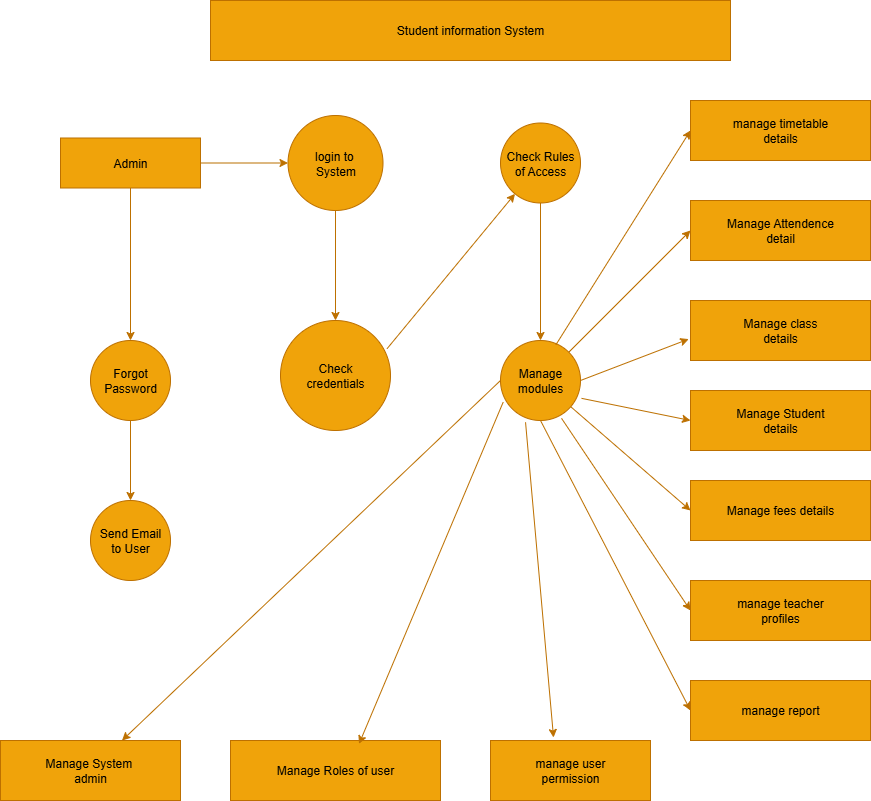 Student information System
Admin
login to
System
Check Rules
of Access
manage timetable
details
Manage Attendence
detail
Manage class
details
Forgot
Password
Check
credentials
Manage
modules
Manage Student
details
Manage fees details
Send Email
to User
manage teacher
profiles
manage report
Manage System
admin
Manage Roles of user
manage user
permission